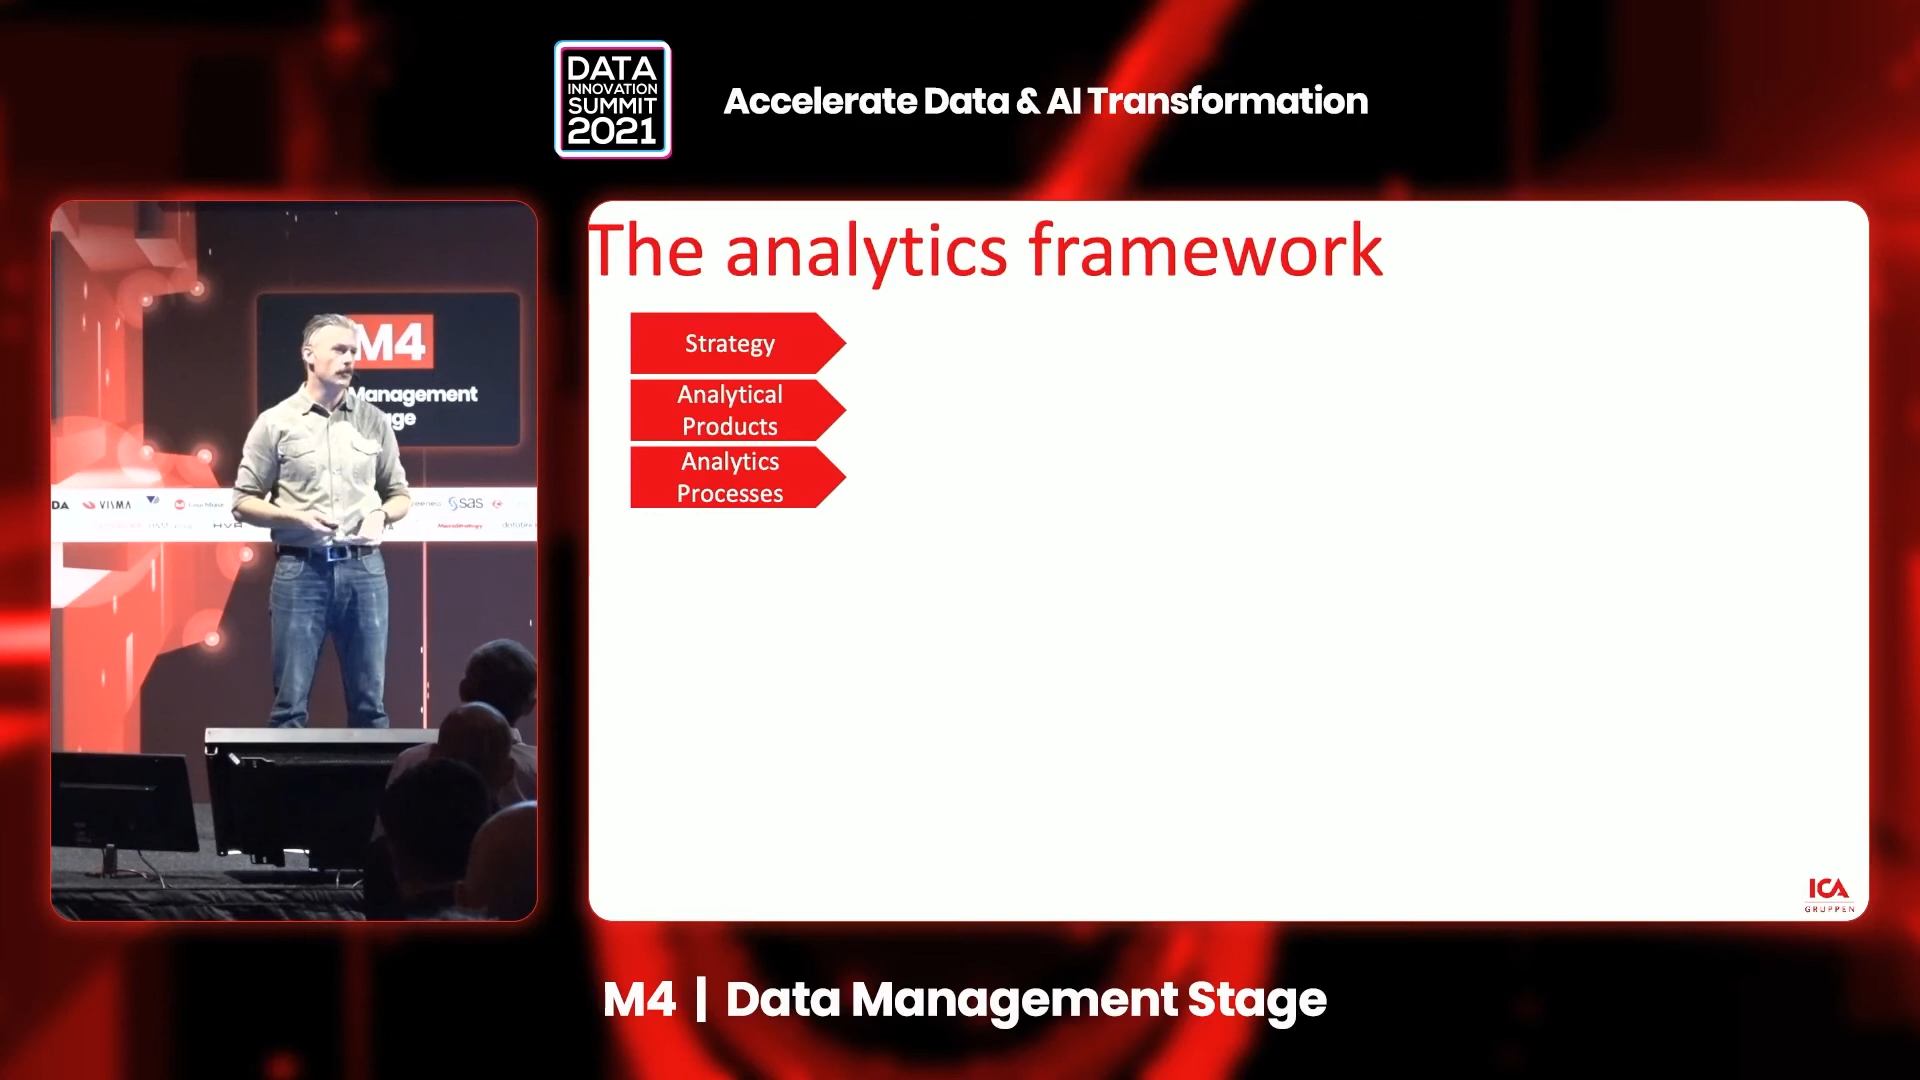 DATA
INNOVATION
SUMMIT
2021
Accelerate Data & AI Transformation
M4
Management
VISMA
sas
HVR
The analytics framework
Strategy
Analytical
Products
Analytics
Processes
ICA
GRUPPEN
M4 | Data Management Stage